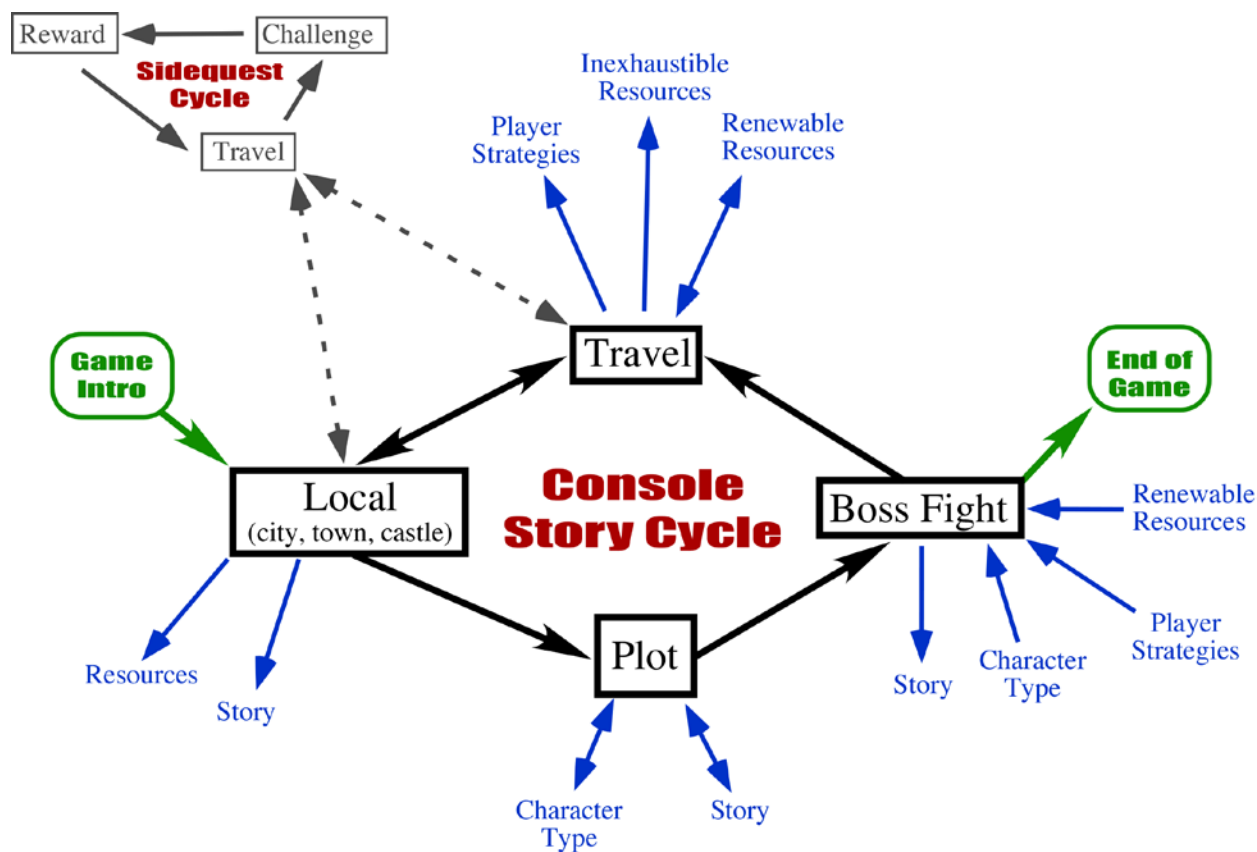 Reward
Challenge
Sidequest
Cycle
Travel
Inexhaustible
Resources
Player
Strategies
Renewable
Resources
Game
Intro
Travel
End of
Game
Local
(city, town, castle)
Console
Story Cycle
Boss Fight
Renewable
Resources
Plot
Resources
Story
Story
Character
Type
Player
Strategies
Character
Type
Story